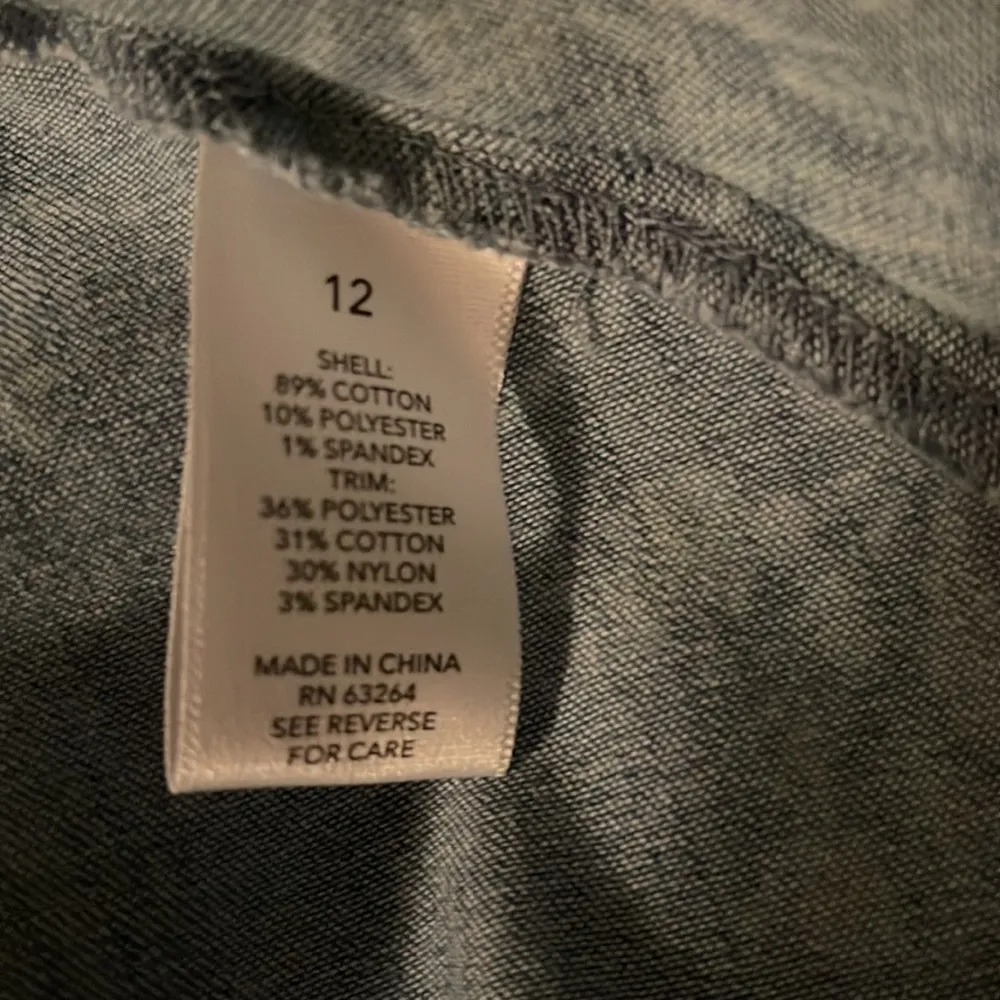 12
SHELL:
89% COTTON
10% POLYESTER
1% SPANDEX
TRIM:
36% POLYESTER
31% COTTON
30% NYLON
3% SPANDEX
MADE IN CHINA
RN 63264
SEE REVERSE
FOR CARE